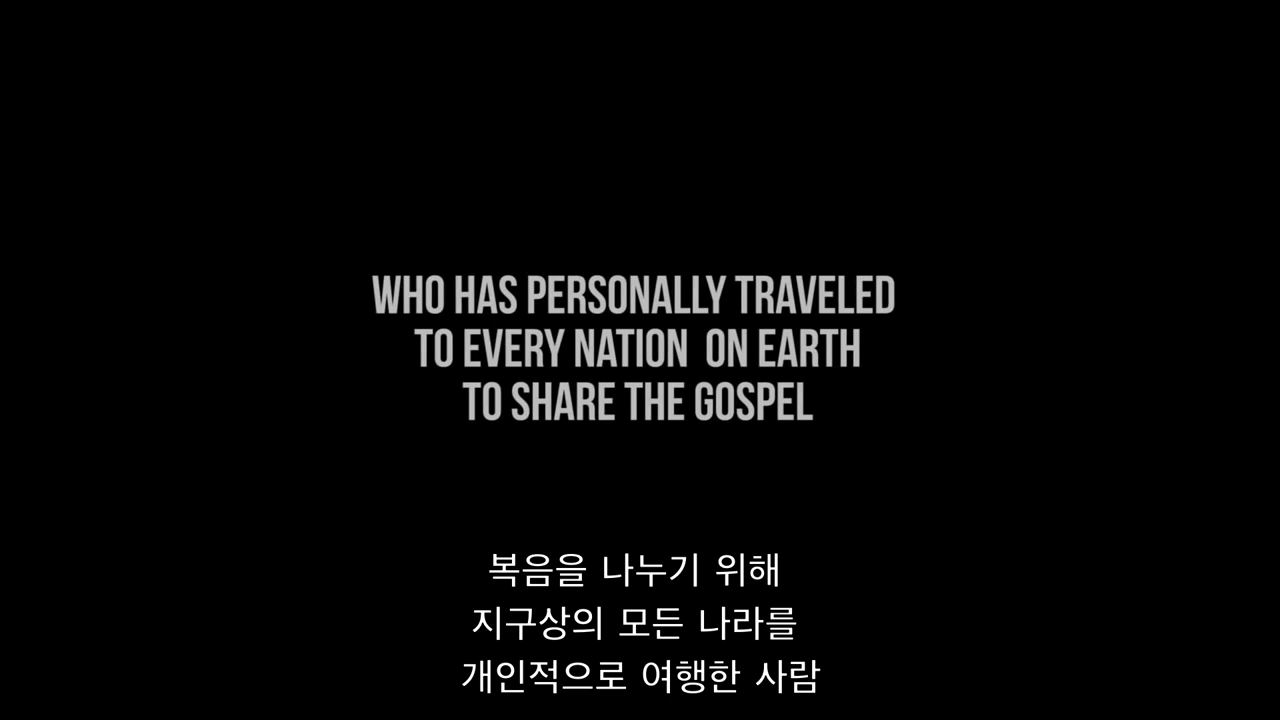 WHO HAS PERSONALLY TRAVELED
TO EVERY NATION  ON EARTH
TO SHARE THE GOSPEL
복음을 나누기 위해
지구상의 모든 나라를
개인적으로 여행한 사람